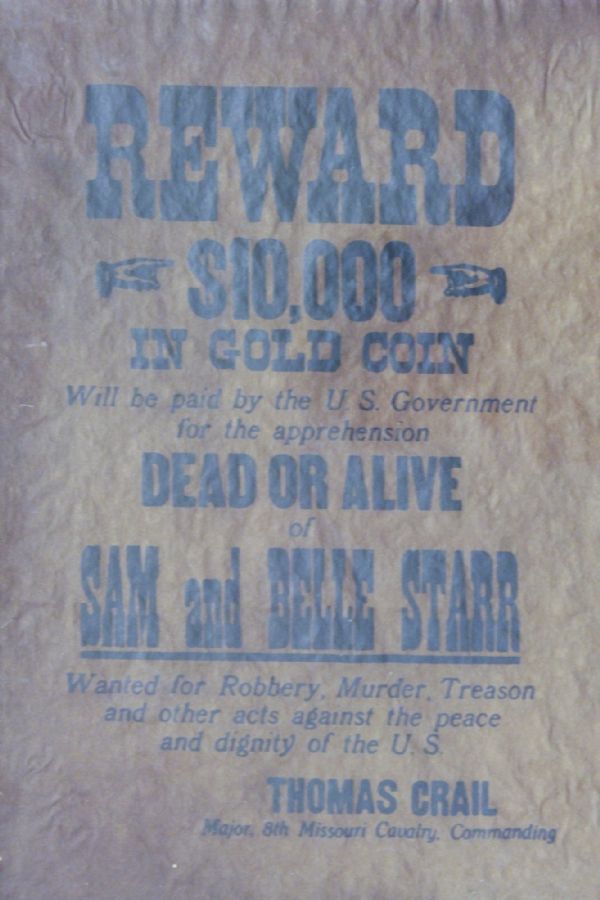 REWARD
$10,000
IN GOLD COIN
Will be paid by the U. S. Government
for the apprehension
DEAD OR ALIVE
of
SAM and BELLE STARR
Wanted for Robbery, Murder, Treason
and other acts against the peace
and dignity of the U. S.
THOMAS CRAIL
Major, 8th Missouri Cavalry, Commanding